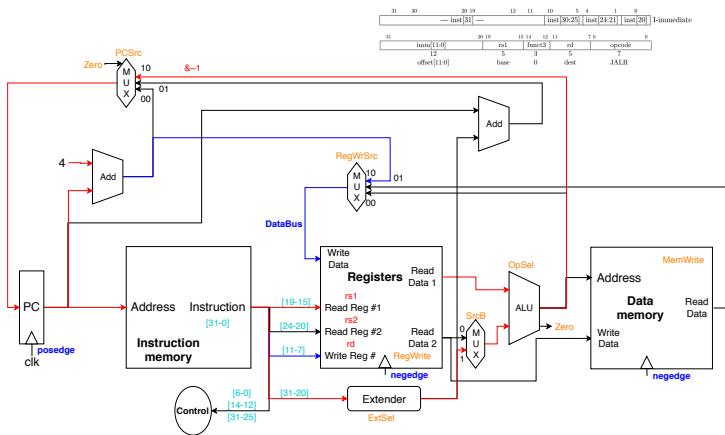 31 30 20 19 12 11 10 5 4 1 0
— inst[31] — inst[30:25] inst[24:21] inst[20] I-immediate
31 20 19 15 14 12 11 7 6 0
imm[11:0] rs1 funct3 rd opcode
12 5 3 5 7
offset[11:0] base 0 dest JALR
PCSrc
Zero
MUX
10
01
00
&~1
Add
4
Add
RegWrSrc
MUX
10
01
00
DataBus
PC
clk
posedge
Address
Instruction
[31-0]
Instruction
memory
[19-15]
[24-20]
[11-7]
Write
Data
Registers
Read
Data 1
rs1
Read Reg #1
rs2
Read Reg #2
Read
Data 2
rd
Write Reg #
RegWrite
negedge
OpSel
ALU
Zero
SrcB
0
MUX
1
MemWrite
Address
Data
memory
Read
Data
Write
Data
negedge
Control
[6-0]
[14-12]
[31-25]
[31-20]
Extender
ExtSel